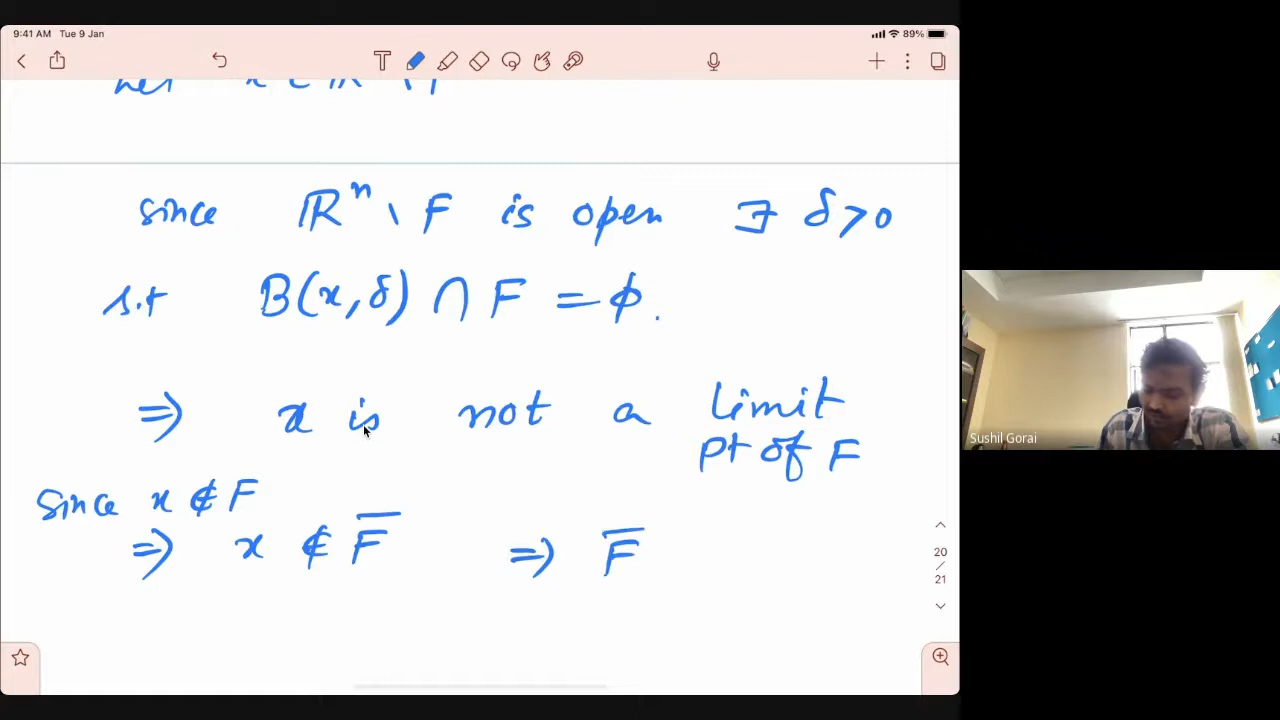 9:41 AM Tue 9 Jan
89%
since ℝⁿ \ F is open ∃ δ>0
s.t B(x,δ) ∩ F = ϕ.
⇒ x is not a limit
pt of F
Since x ∉ F
⇒ x ∉ F̅ ⇒ F̅
20
/
21
Sushil Gorai